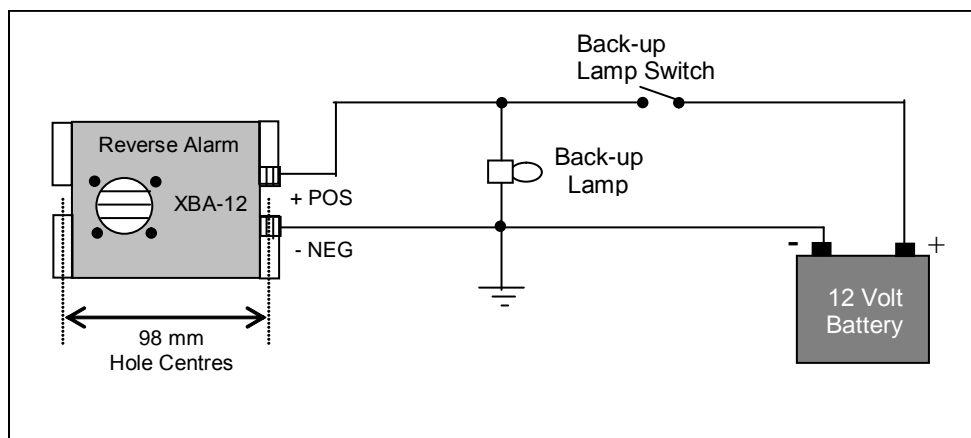 Back-up
Lamp Switch
Reverse Alarm
XBA-12
+ POS
- NEG
Back-up
Lamp
- +
12 Volt
Battery
98 mm
Hole Centres